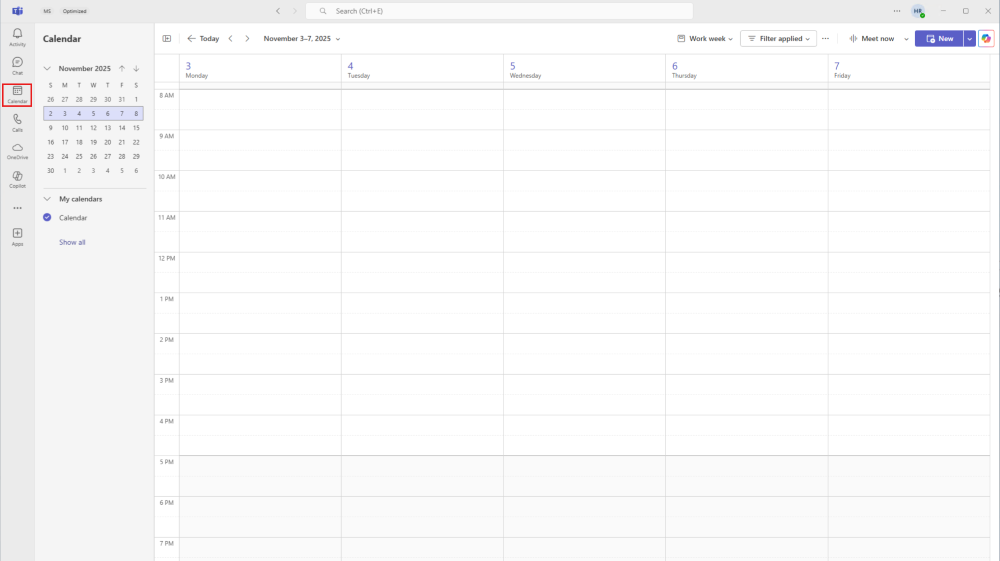 MS Optimized Search (Ctrl+E) HR
Activity
Chat
Calendar
Calls
OneDrive
Copilot
Apps
Calendar
November 2025
S M T W T F S
26 27 28 29 30 31 1
2 3 4 5 6 7 8
9 10 11 12 13 14 15
16 17 18 19 20 21 22
23 24 25 26 27 28 29
30 1 2 3 4 5 6
My calendars
Calendar
Show all
Today November 3–7, 2025 Work week Filter applied Meet now New
3 4 5 6 7
Monday Tuesday Wednesday Thursday Friday
8 AM
9 AM
10 AM
11 AM
12 PM
1 PM
2 PM
3 PM
4 PM
5 PM
6 PM
7 PM